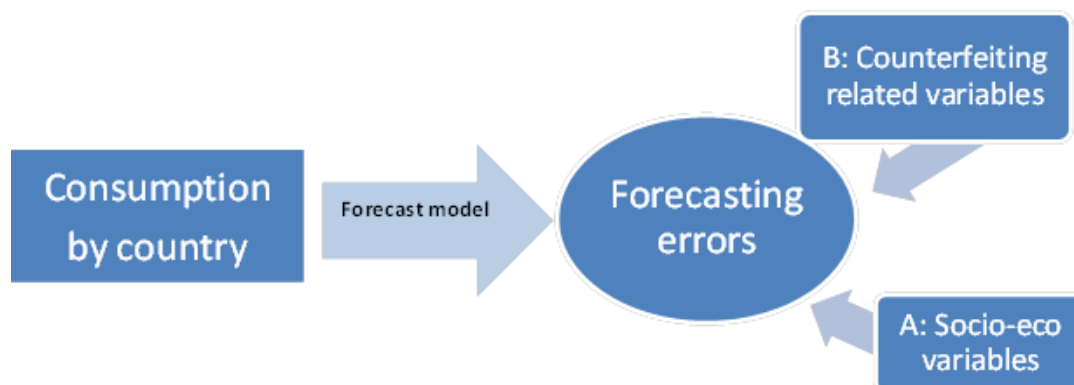 Consumption
by country
Forecast model
Forecasting
errors
B: Counterfeiting
related variables
A: Socio-eco
variables